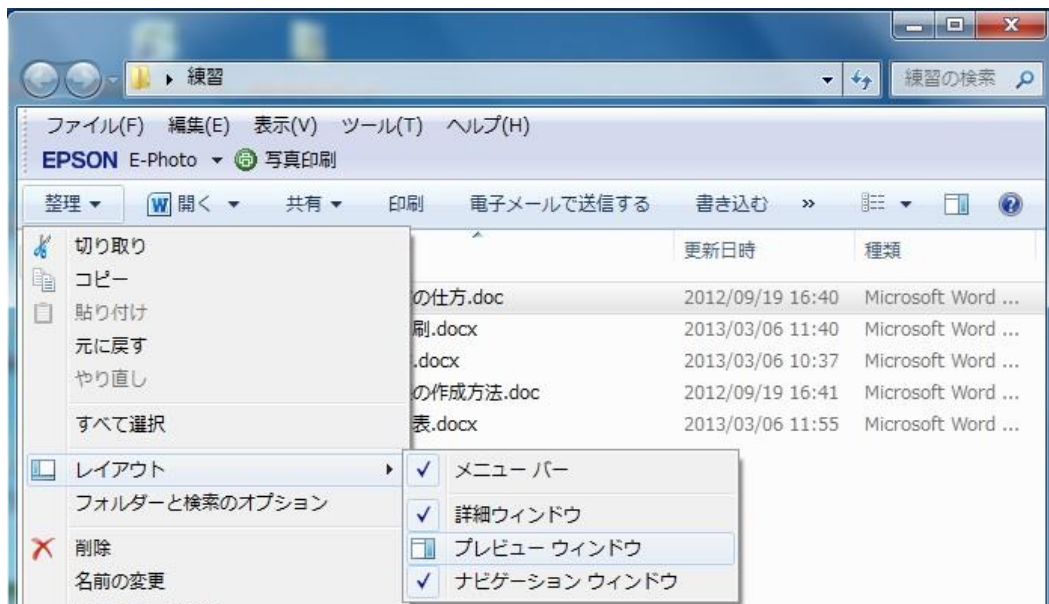 練習
練習の検索
ファイル(F) 編集(E) 表示(V) ツール(T) ヘルプ(H)
EPSON E-Photo 写真印刷
整理 開く 共有 印刷 電子メールで送信する 書き込む »
更新日時 種類
の仕方.doc 2012/09/19 16:40 Microsoft Word ...
刷.docx 2013/03/06 11:40 Microsoft Word ...
.docx 2013/03/06 10:37 Microsoft Word ...
の作成方法.doc 2012/09/19 16:41 Microsoft Word ...
表.docx 2013/03/06 11:55 Microsoft Word ...
切り取り
コピー
貼り付け
元に戻す
やり直し
すべて選択
レイアウト
フォルダーと検索のオプション
削除
名前の変更
メニュー バー
詳細ウィンドウ
プレビュー ウィンドウ
ナビゲーション ウィンドウ